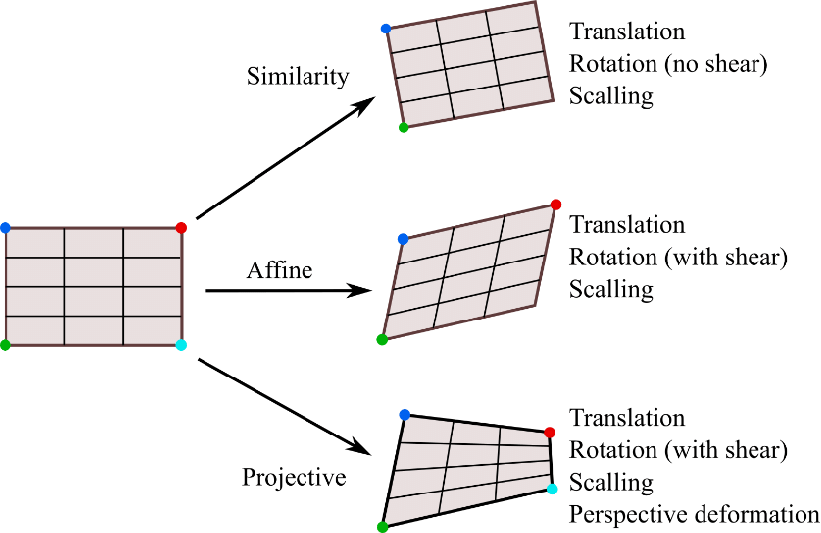 Similarity
Translation
Rotation (no shear)
Scalling
Affine
Translation
Rotation (with shear)
Scalling
Projective
Translation
Rotation (with shear)
Scalling
Perspective deformation